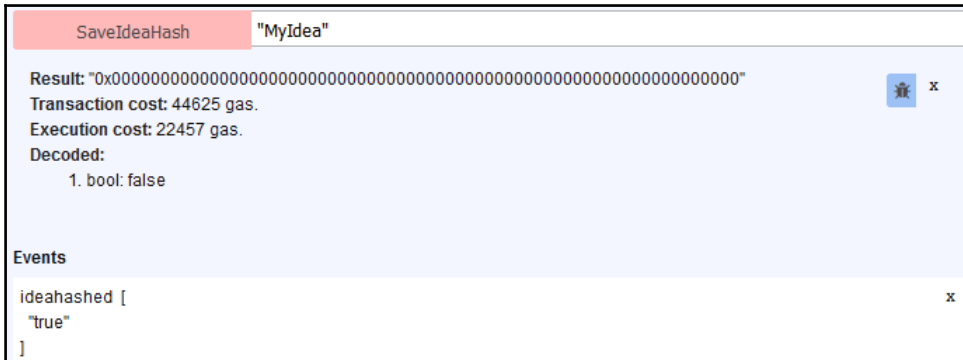 SaveIdeaHash "MyIdea"
Result: "0x0000000000000000000000000000000000000000000000000000000000000000"
x
Transaction cost: 44625 gas.
Execution cost: 22457 gas.
Decoded:
1. bool: false
Events
ideahashed [
x
"true"
]